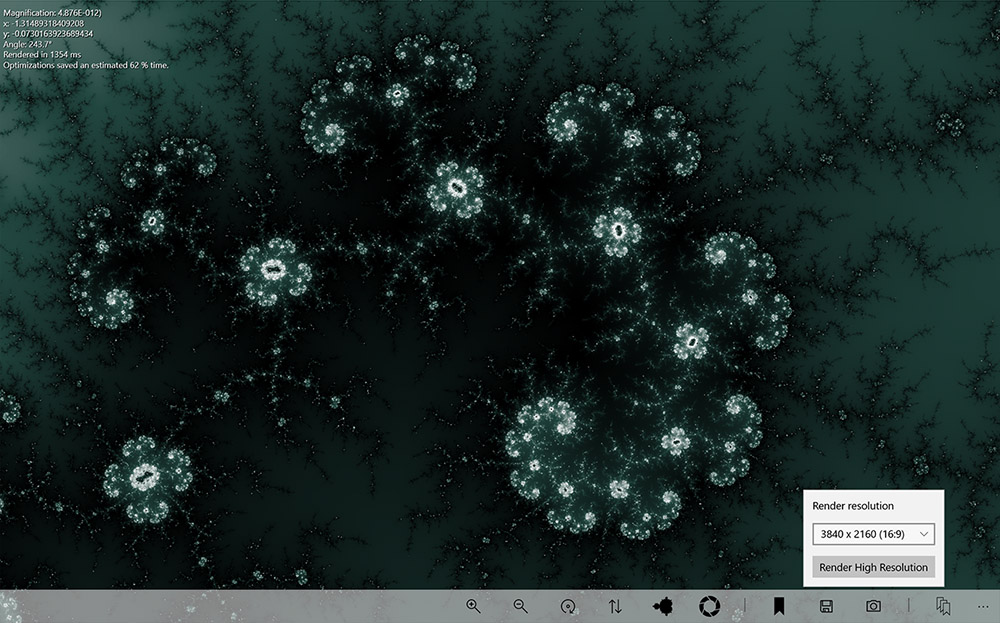 Magnification: 4.876E-012)
x: -1.31489318409208
y: -0.0730163923689434
Angle: 243.7°
Rendered in 1354 ms
Optimizations saved an estimated 62 % time.
Render resolution
3840 x 2160 (16:9)
Render High Resolution